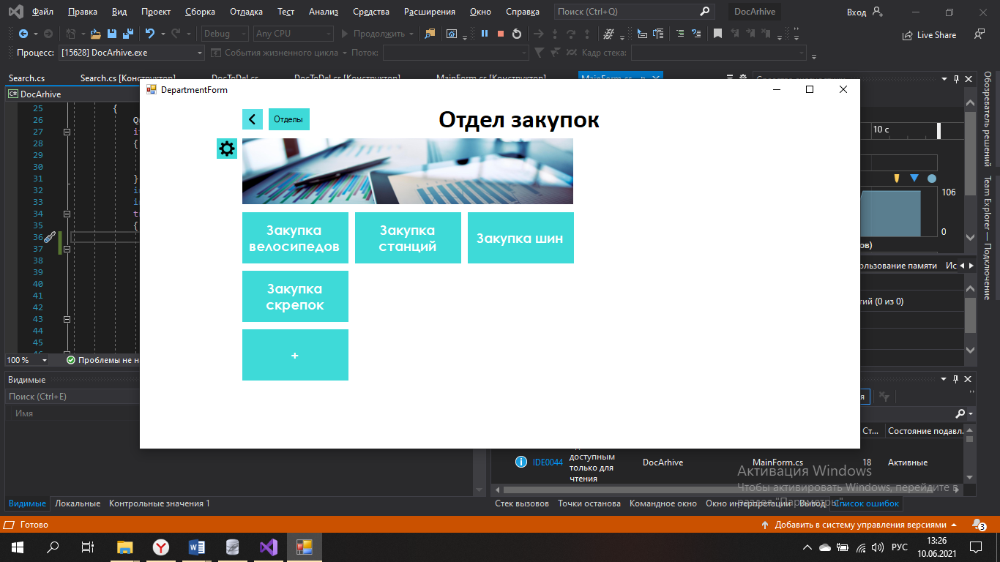 Файл Правка Вид Проект Сборка Отладка Тест Анализ Средства Расширения Окно Справка Поиск (Ctrl+Q) DocArhive Вход
Debug Any CPU Продолжить Live Share
Процесс: [15628] DocArhive.exe События жизненного цикла Поток: Кадр стека:
Search.cs Search.cs [Конструктор] DocToDel.cs DocToDel.cs [Конструктор] MainForm.cs [Конструктор] MainForm.cs
DocArhive
DepartmentForm
Отделы
Отдел закупок
Закупка
велосипедов
Закупка
станций
Закупка шин
Закупка
скрепок
+
25 {
26
27
28 {
29
30
31 }
32
33
34
35 {
36
37
38
39
40
41
42
43
44
45
10 с
106
0
ользование памяти Ис
тий (0 из 0)
Обозреватель решений
Team Explorer — Подключение
100 % Проблемы не н
Видимые
Поиск (Ctrl+E)
Имя
Видимые Локальные Контрольные значения 1
Ст... Состояние подавл.
IDE0044
доступным
только для
чтения
DocArhive MainForm.cs 18 Активные
Активация Windows
Чтобы активировать Windows, перейдите в
раздел "Параметры".
Стек вызовов Точки останова Командное окно Окно интерпретации Вывод Список ошибок
Готово Добавить в систему управления версиями 3
РУС 13:26
10.06.2021